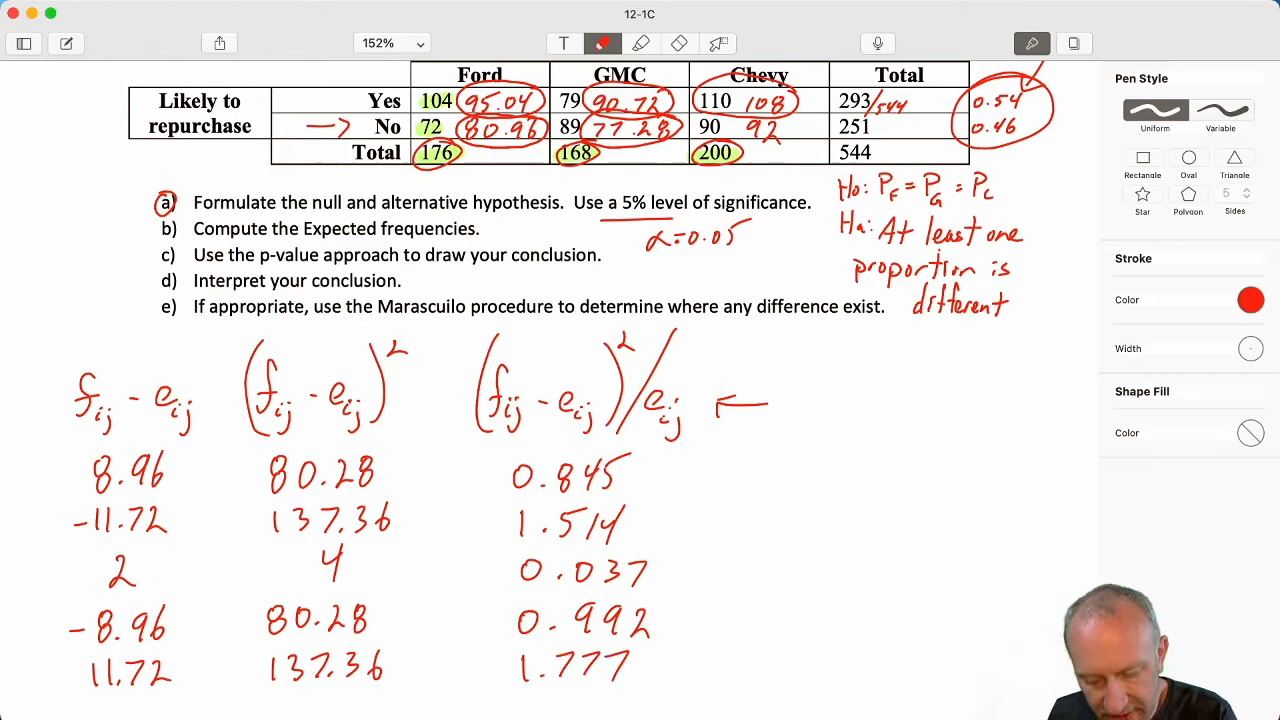 12-1C
152%
T
Ford GMC Chevy Total
Likely to repurchase Yes 104 95.04 79 90.72 110 108 293/544 0.54
No 72 80.96 89 77.28 90 92 251 0.46
Total 176 168 200 544
a) Formulate the null and alternative hypothesis. Use a 5% level of significance.
α=0.05
b) Compute the Expected frequencies.
c) Use the p-value approach to draw your conclusion.
d) Interpret your conclusion.
e) If appropriate, use the Marascuilo procedure to determine where any difference exist.
Ho: PF = PG = PC
Ha: At least one
proportion is
different
fij - eij (fij - eij)2 (fij - eij)2/eij
8.96 80.28 0.845
-11.72 137.36 1.514
2 4 0.037
-8.96 80.28 0.992
11.72 137.36 1.777
Pen Style
Uniform Variable
Rectangle Oval Triangle
5
Star Polygon Sides
Stroke
Color
Width
Shape Fill
Color